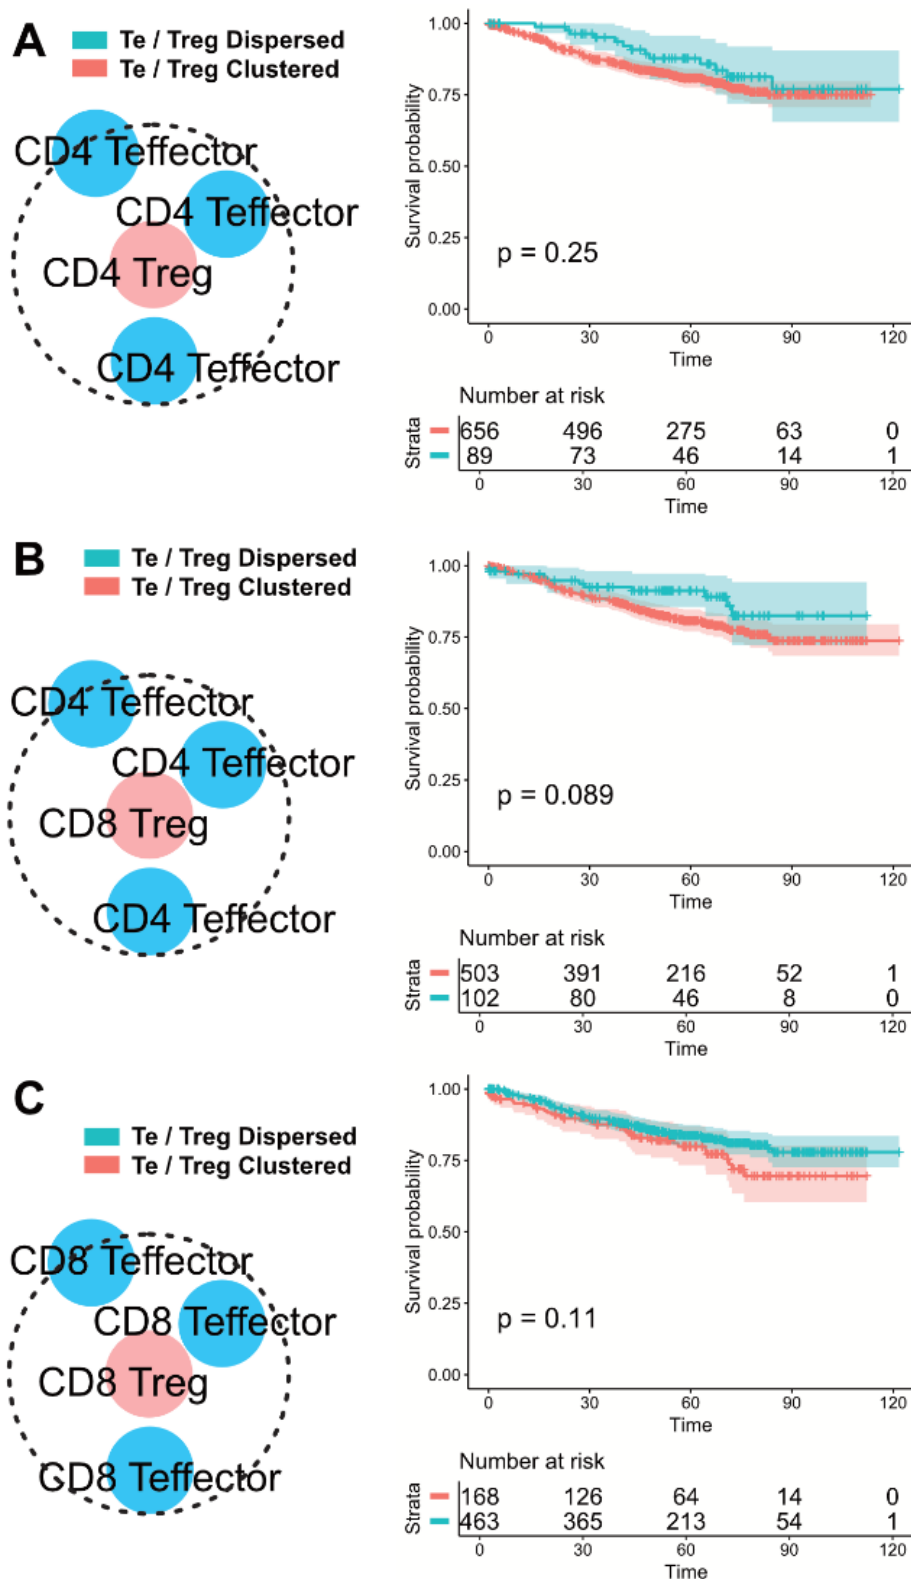 A
Te / Treg Dispersed
Te / Treg Clustered
CD4 Teffector
CD4 Teffector
CD4 Treg
CD4 Teffector
Survival probability
1.00
0.75
0.50
0.25
0.00
p = 0.25
0 30 60 90 120
Time
Number at risk
Strata
656 496 275 63 0
89 73 46 14 1
0 30 60 90 120
Time
B
Te / Treg Dispersed
Te / Treg Clustered
CD4 Teffector
CD4 Teffector
CD8 Treg
CD4 Teffector
Survival probability
1.00
0.75
0.50
0.25
0.00
p = 0.089
0 30 60 90 120
Time
Number at risk
Strata
503 391 216 52 1
102 80 46 8 0
0 30 60 90 120
Time
C
Te / Treg Dispersed
Te / Treg Clustered
CD8 Teffector
CD8 Teffector
CD8 Treg
CD8 Teffector
Survival probability
1.00
0.75
0.50
0.25
0.00
p = 0.11
0 30 60 90 120
Time
Number at risk
Strata
168 126 64 14 0
463 365 213 54 1
0 30 60 90 120
Time